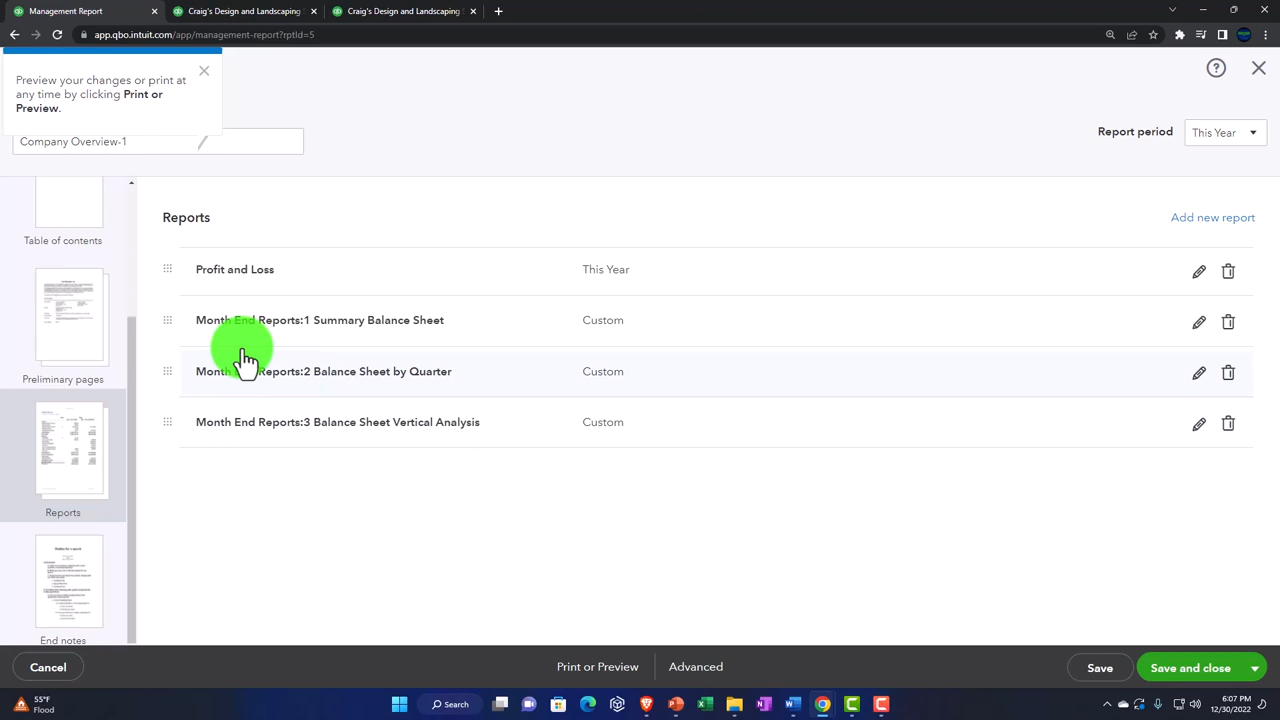 Management Report
Craig's Design and Landscaping S
Craig's Design and Landscaping S
app.qbo.intuit.com/app/management-report?rptId=5
Preview your changes or print at
any time by clicking Print or
Preview.
Company Overview-1
Report period
This Year
Table of contents
Preliminary pages
Reports
End notes
Reports
Add new report
Profit and Loss
This Year
Month End Reports:1 Summary Balance Sheet
Custom
Month Reports:2 Balance Sheet by Quarter
Custom
Month End Reports:3 Balance Sheet Vertical Analysis
Custom
Cancel
Print or Preview
Advanced
Save
Save and close
55°F
Flood
Search
6:07 PM
12/30/2022